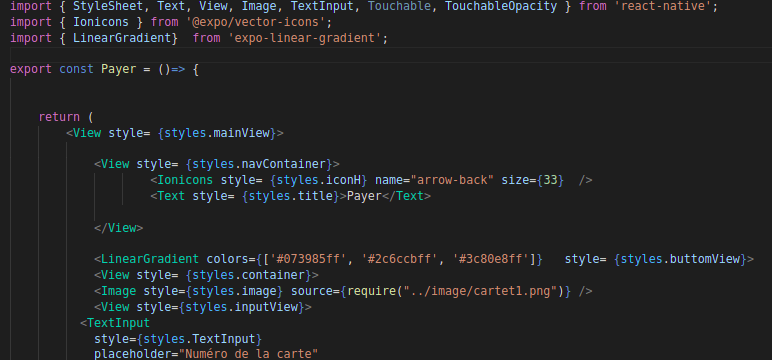 import { StyleSheet, Text, View, Image, TextInput, Touchable, TouchableOpacity } from 'react-native';
import { Ionicons } from '@expo/vector-icons';
import { LinearGradient}  from 'expo-linear-gradient';
export const Payer = ()=> {
return (
<View style= {styles.mainView}>
<View style= {styles.navContainer}>
<Ionicons style= {styles.iconH} name="arrow-back" size={33}  />
<Text style= {styles.title}>Payer</Text>
</View>
<LinearGradient colors={['#073985ff', '#2c6ccbff', '#3c80e8ff']}   style= {styles.buttomView}>
<View style= {styles.container}>
<Image style={styles.image} source={require("../image/cartet1.png")} />
<View style={styles.inputView}>
<TextInput
style={styles.TextInput}
placeholder="Numéro de la carte"